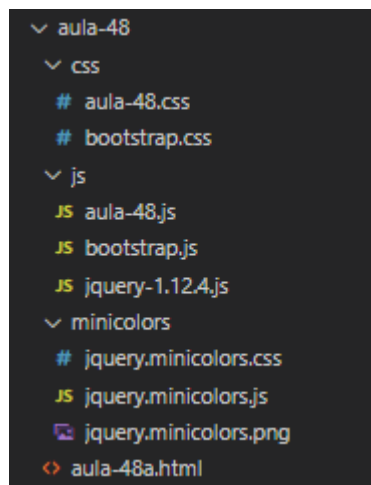 aula-48
css
# aula-48.css
# bootstrap.css
js
JS aula-48.js
JS bootstrap.js
JS jquery-1.12.4.js
minicolors
# jquery.minicolors.css
JS jquery.minicolors.js
jquery.minicolors.png
<> aula-48a.html